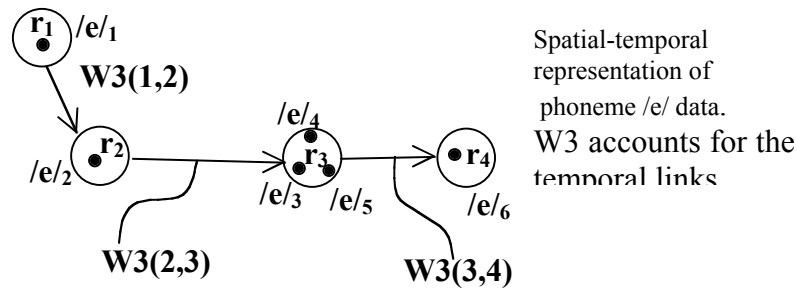 r1 /e/1
W3(1,2)
r2
/e/2
/e/4
r3
/e/3 /e/5
r4
/e/6
W3(2,3)
W3(3,4)
Spatial-temporal
representation of
phoneme /e/ data.
W3 accounts for the
temporal links